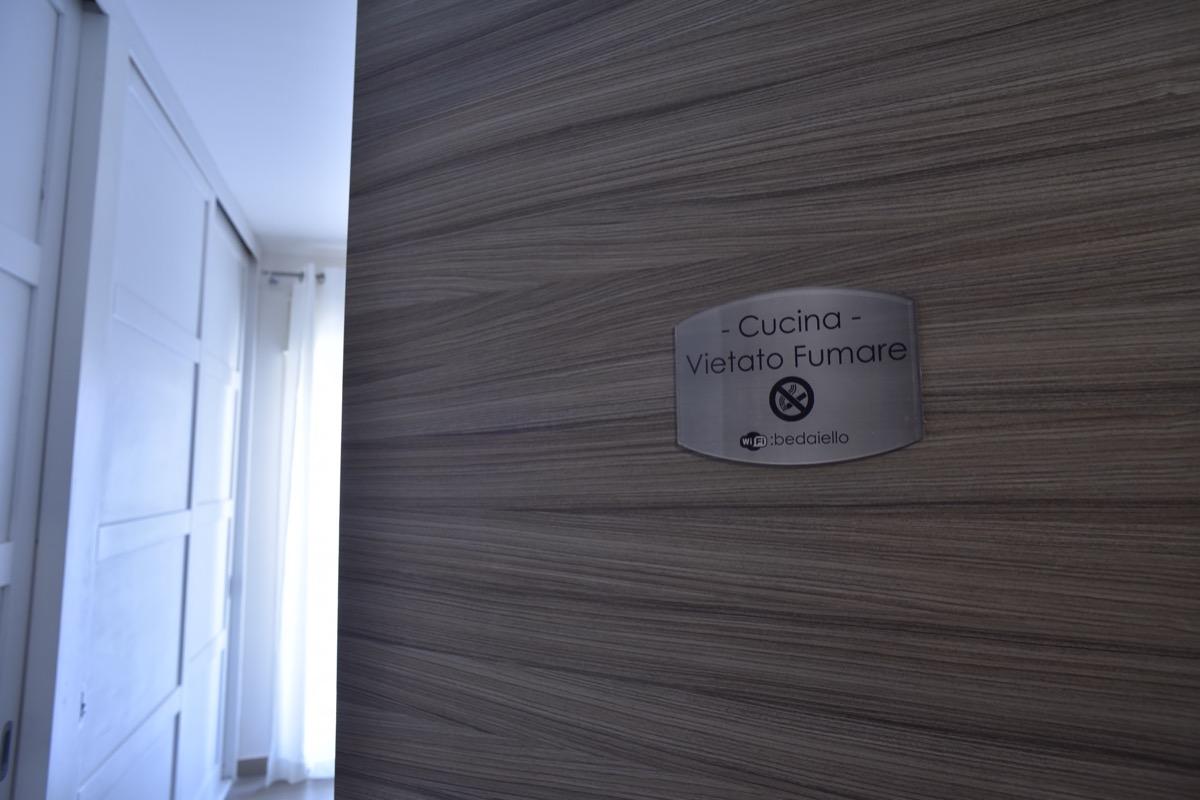 - Cucina -
Vietato Fumare
WiFi:bedaiello